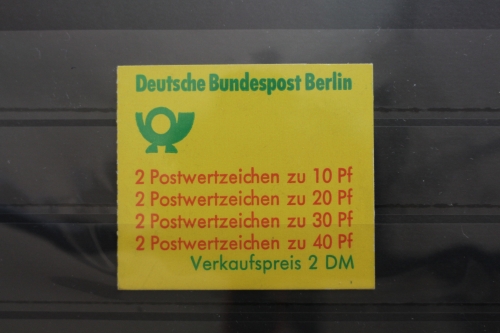 Deutsche Bundespost Berlin
2 Postwertzeichen zu 10 Pf
2 Postwertzeichen zu 20 Pf
2 Postwertzeichen zu 30 Pf
2 Postwertzeichen zu 40 Pf
Verkaufspreis 2 DM